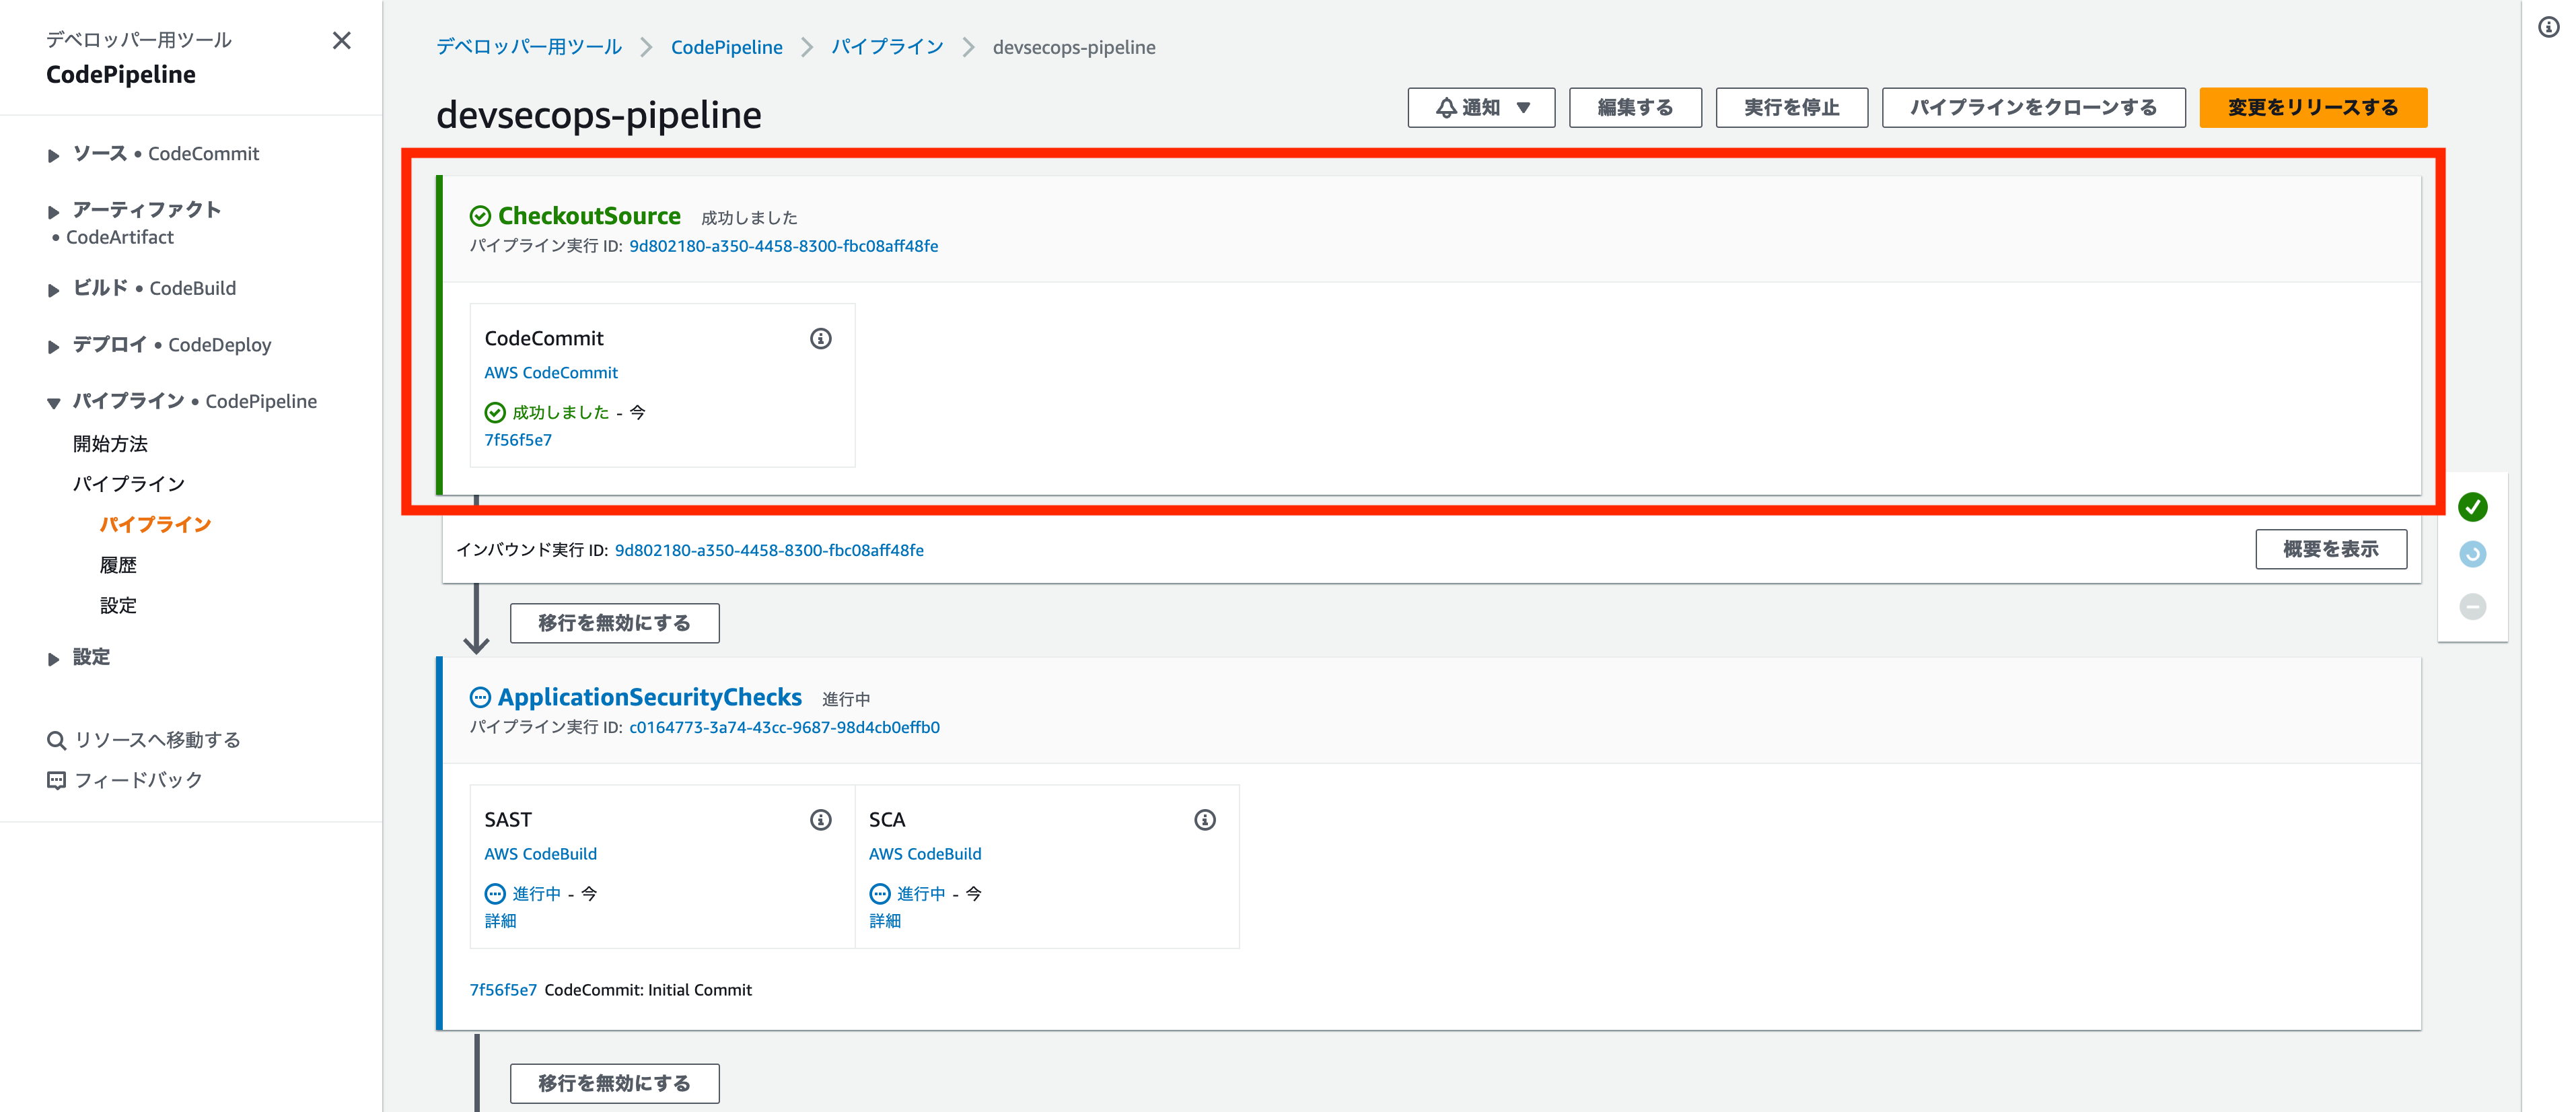 デベロッパー用ツール
CodePipeline
ソース • CodeCommit
アーティファクト
• CodeArtifact
ビルド • CodeBuild
デプロイ • CodeDeploy
パイプライン • CodePipeline
開始方法
パイプライン
パイプライン
履歴
設定
設定
リソースへ移動する
フィードバック
デベロッパー用ツール CodePipeline パイプライン devsecops-pipeline
devsecops-pipeline
通知 編集する 実行を停止 パイプラインをクローンする 変更をリリースする
CheckoutSource 成功しました
パイプライン実行 ID: 9d802180-a350-4458-8300-fbc08aff48fe
CodeCommit
AWS CodeCommit
成功しました - 今
7f56f5e7
インバウンド実行 ID: 9d802180-a350-4458-8300-fbc08aff48fe 概要を表示
移行を無効にする
ApplicationSecurityChecks 進行中
パイプライン実行 ID: c0164773-3a74-43cc-9687-98d4cb0effb0
SAST
AWS CodeBuild
進行中 - 今
詳細
SCA
AWS CodeBuild
進行中 - 今
詳細
7f56f5e7 CodeCommit: Initial Commit
移行を無効にする